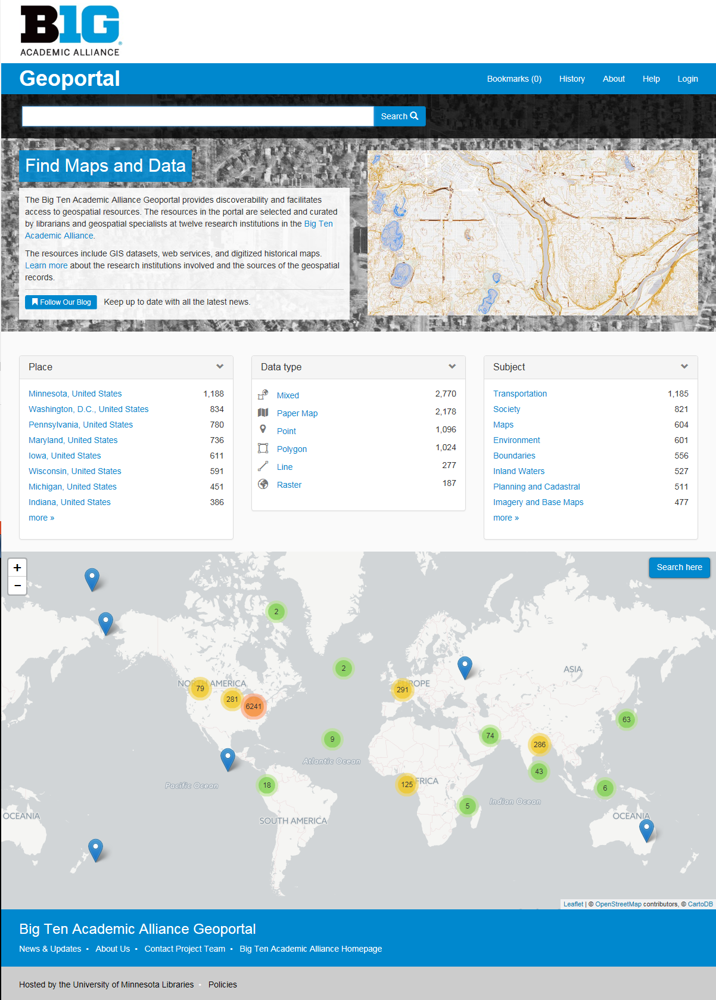 B1G®
ACADEMIC ALLIANCE
Geoportal
Bookmarks (0) History About Help Login
Search
Find Maps and Data
The Big Ten Academic Alliance Geoportal provides discoverability and facilitates
access to geospatial resources. The resources in the portal are selected and curated
by librarians and geospatial specialists at twelve research institutions in the Big Ten
Academic Alliance.
The resources include GIS datasets, web services, and digitized historical maps.
Learn more about the research institutions involved and the sources of the geospatial
records.
Follow Our Blog Keep up to date with all the latest news.
Place
Minnesota, United States 1,188
Washington, D.C., United States 834
Pennsylvania, United States 780
Maryland, United States 736
Iowa, United States 611
Wisconsin, United States 591
Michigan, United States 451
Indiana, United States 386
more »
Data type
Mixed 2,770
Paper Map 2,178
Point 1,096
Polygon 1,024
Line 277
Raster 187
Subject
Transportation 1,185
Society 821
Maps 604
Environment 601
Boundaries 556
Inland Waters 527
Planning and Cadastral 511
Imagery and Base Maps 477
more »
+
−
Search here
2
2
ASIA
NORTH AMERICA
EUROPE
79
291
281
6241
63
74
9
286
Atlantic Ocean
43
AFRICA
Pacific Ocean
18
125
6
Indian Ocean
5
OCEANIA
OCEANIA
SOUTH AMERICA
Leaflet | © OpenStreetMap contributors, © CartoDB
Big Ten Academic Alliance Geoportal
News & Updates • About Us • Contact Project Team • Big Ten Academic Alliance Homepage
Hosted by the University of Minnesota Libraries • Policies